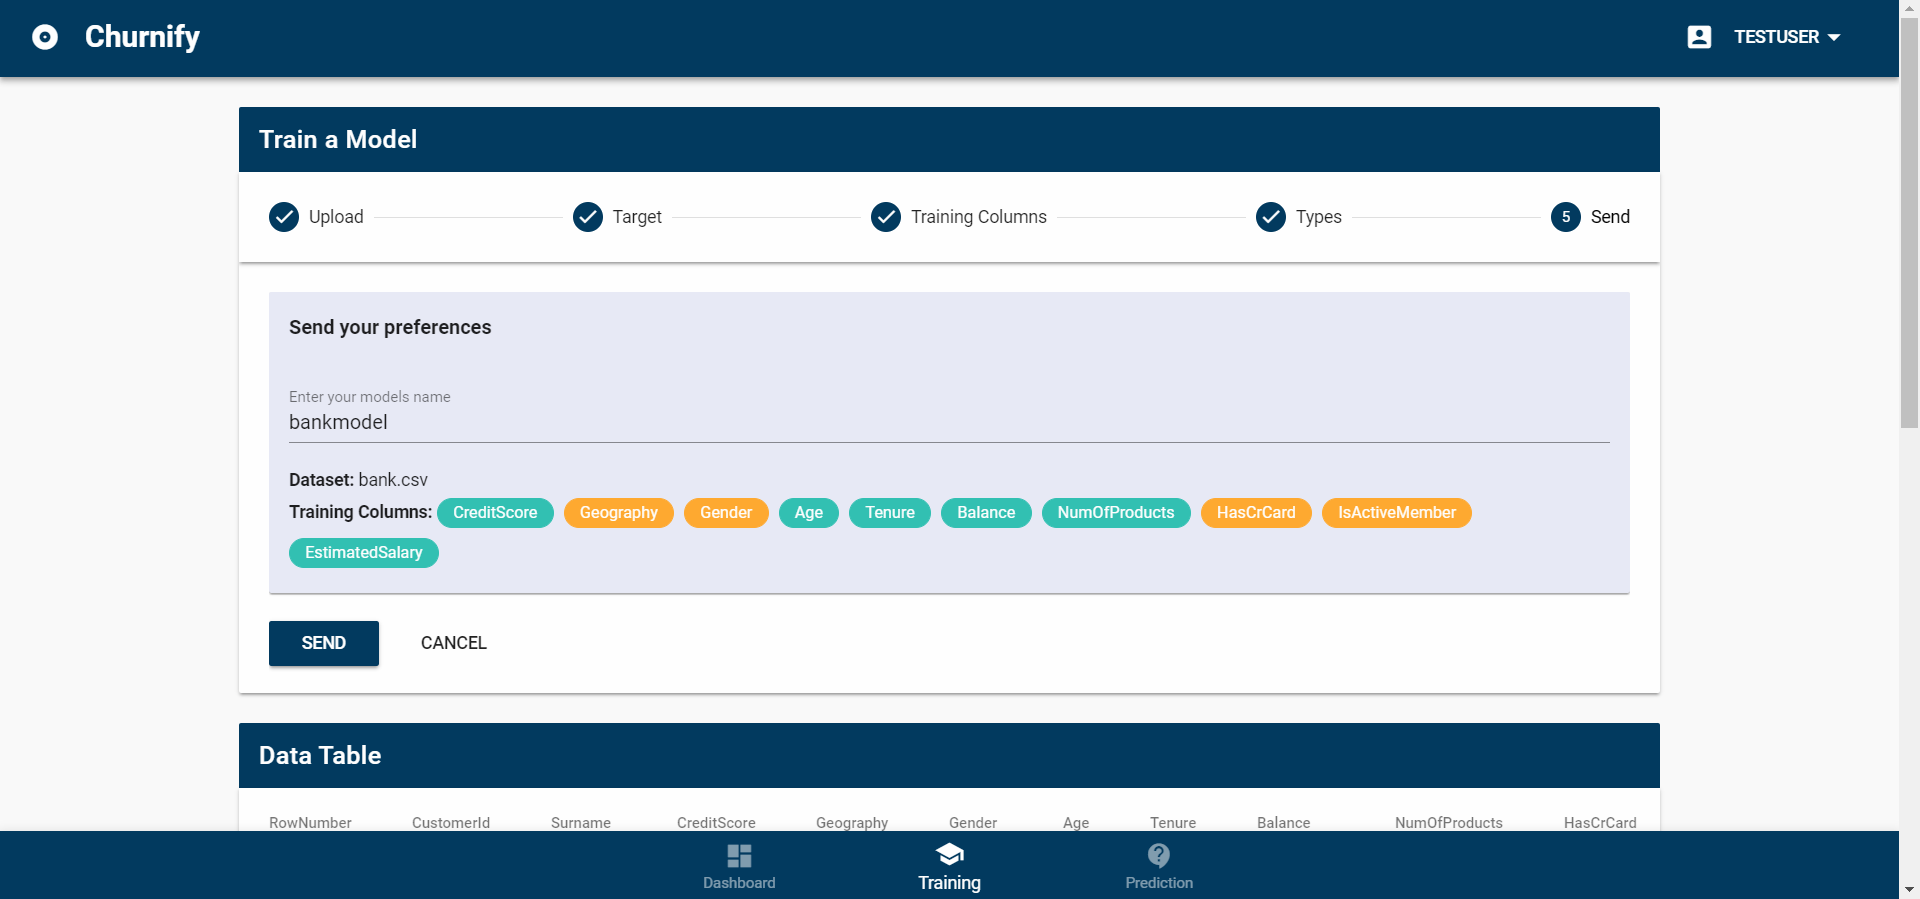 Churnify
TESTUSER
Train a Model
Upload
Target
Training Columns
Types
5 Send
Send your preferences
Enter your models name
bankmodel
Dataset: bank.csv
Training Columns: CreditScore Geography Gender Age Tenure Balance NumOfProducts HasCrCard IsActiveMember
EstimatedSalary
SEND CANCEL
Data Table
RowNumber CustomerId Surname CreditScore Geography Gender Age Tenure Balance NumOfProducts HasCrCard
Dashboard Training Prediction